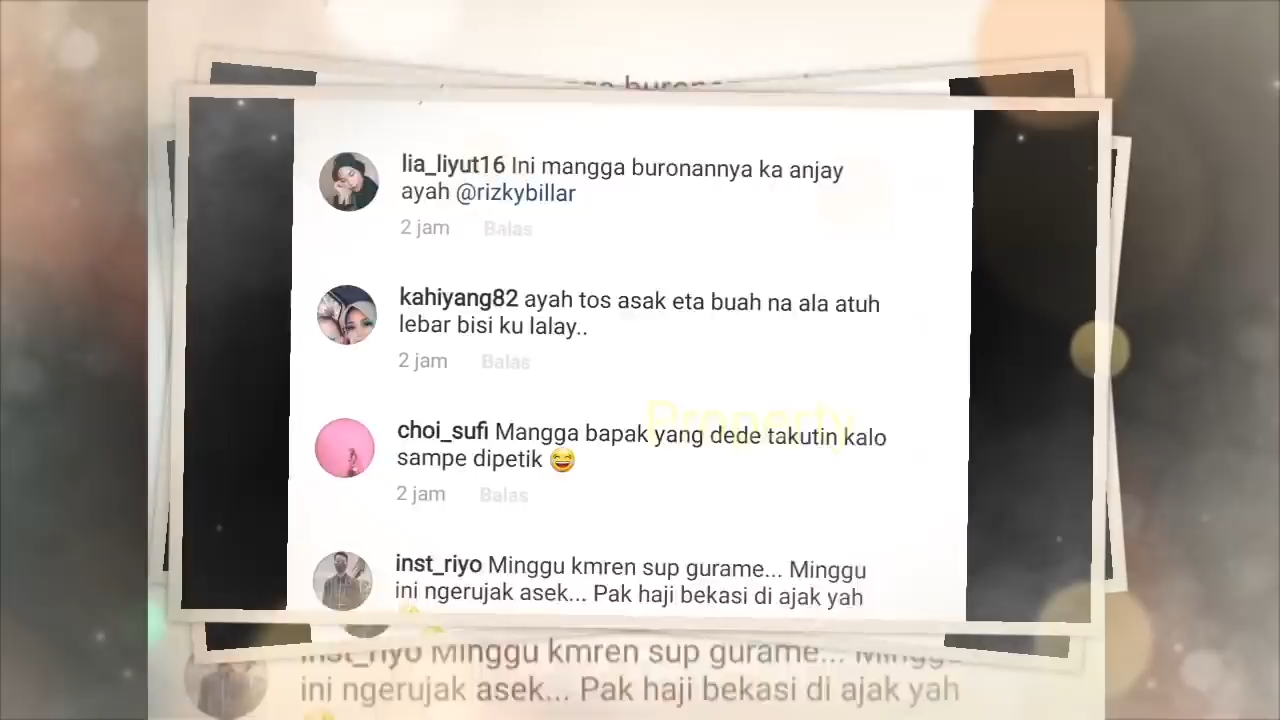 lia_liyut16 Ini mangga buronannya ka anjay
ayah @rizkybillar
2 jam Balas
kahiyang82 ayah tos asak eta buah na ala atuh
lebar bisi ku lalay..
2 jam Balas
Property
choi_sufi Mangga bapak yang dede takutin kalo
sampe dipetik 😄
2 jam Balas
inst_riyo Minggu kmren sup gurame... Minggu
ini ngerujak asek... Pak haji bekasi di ajak yah
inst_riyo Minggu kmren sup gurame... Minggu
ini ngerujak asek... Pak haji bekasi di ajak yah